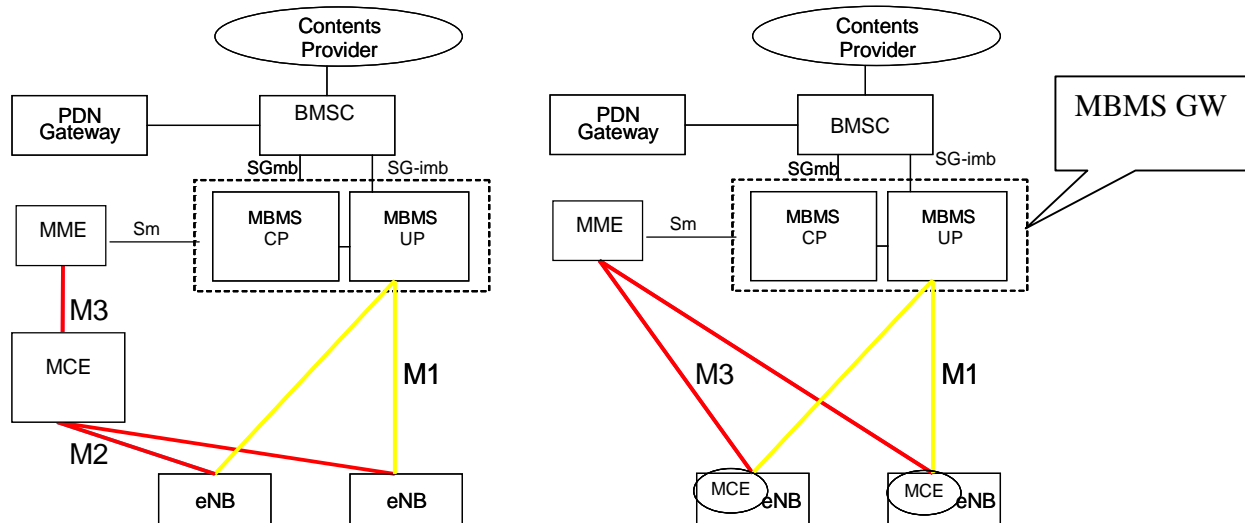 Contents
Provider
PDN
Gateway
BMSC
SGmb
SG-imb
MME
Sm
MBMS
CP
MBMS
UP
M3
MCE
M1
M2
eNB
eNB
Contents
Provider
MBMS GW
PDN
Gateway
BMSC
SGmb
SG-imb
MME
Sm
MBMS
CP
MBMS
UP
M3
M1
MCE
eNB
MCE
eNB